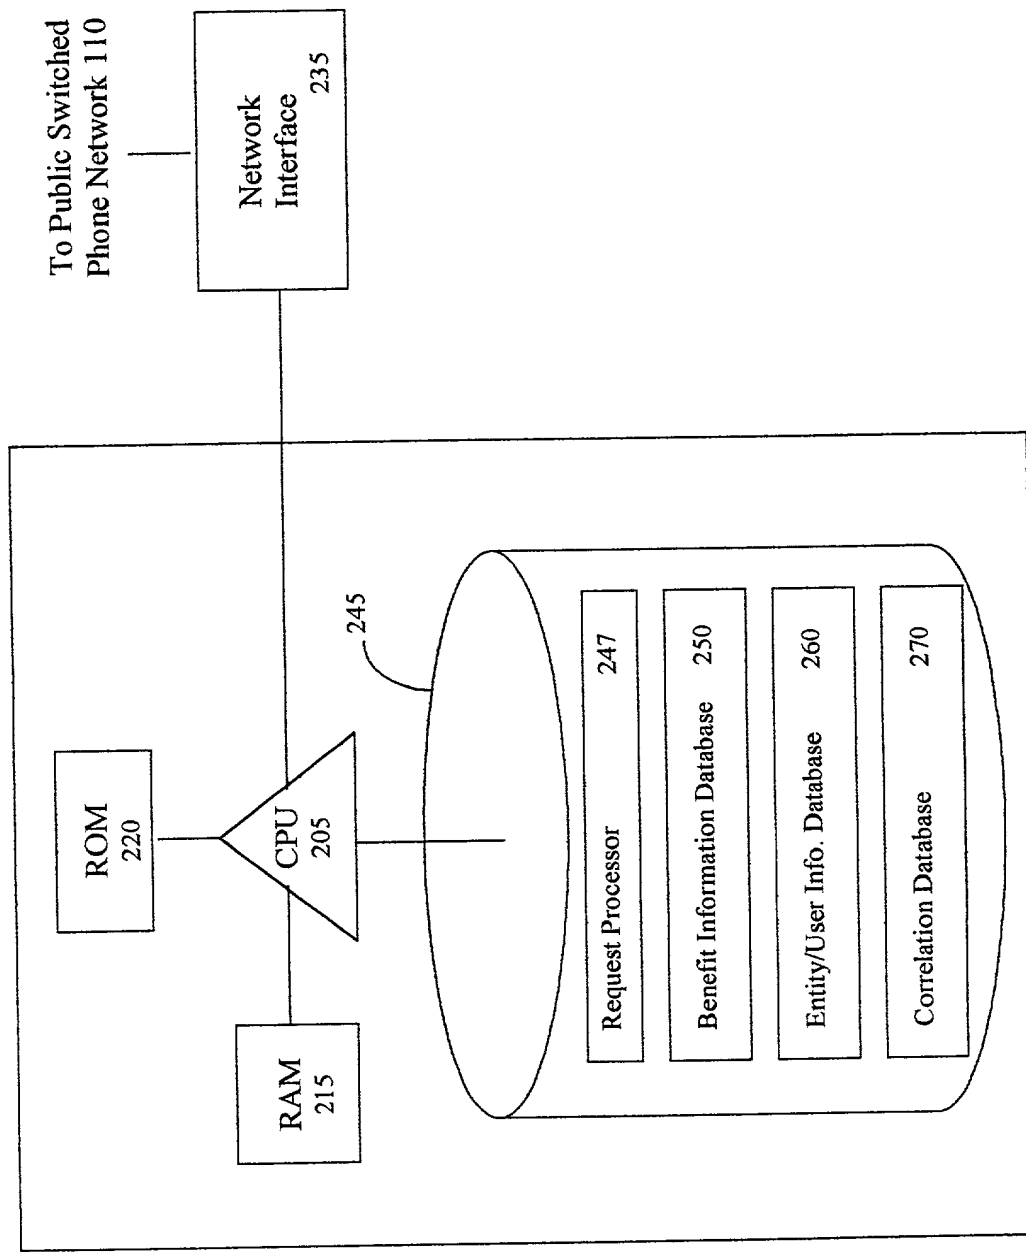 To Public Switched
Phone Network 110
Network
Interface
235
ROM
220
CPU
205
RAM
215
245
Request Processor 247
Benefit Information Database 250
Entity/User Info. Database 260
Correlation Database 270